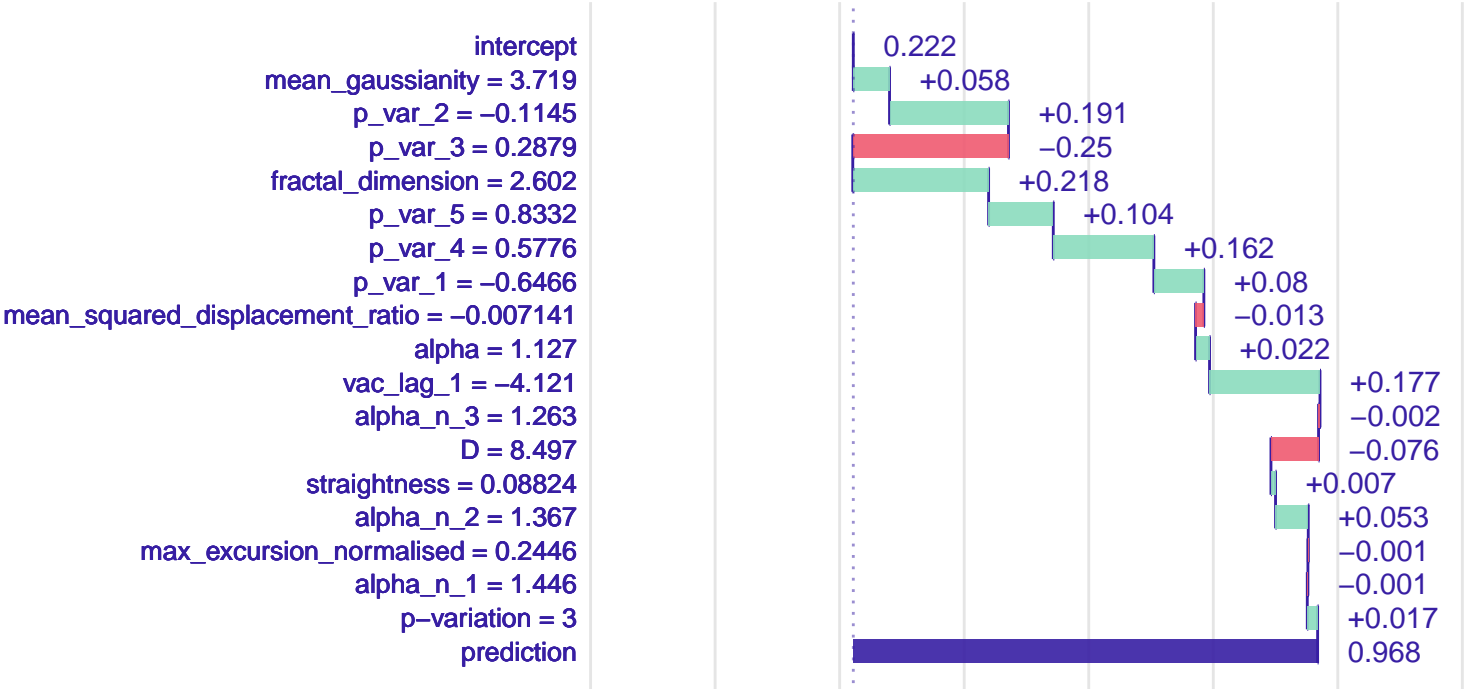 intercept 0.222
mean_gaussianity = 3.719 +0.058
p_var_2 = −0.1145 +0.191
p_var_3 = 0.2879 −0.25
fractal_dimension = 2.602 +0.218
p_var_5 = 0.8332 +0.104
p_var_4 = 0.5776 +0.162
p_var_1 = −0.6466 +0.08
mean_squared_displacement_ratio = −0.007141 −0.013
alpha = 1.127 +0.022
vac_lag_1 = −4.121 +0.177
alpha_n_3 = 1.263 −0.002
D = 8.497 −0.076
straightness = 0.08824 +0.007
alpha_n_2 = 1.367 +0.053
max_excursion_normalised = 0.2446 −0.001
alpha_n_1 = 1.446 −0.001
p−variation = 3 +0.017
prediction 0.968